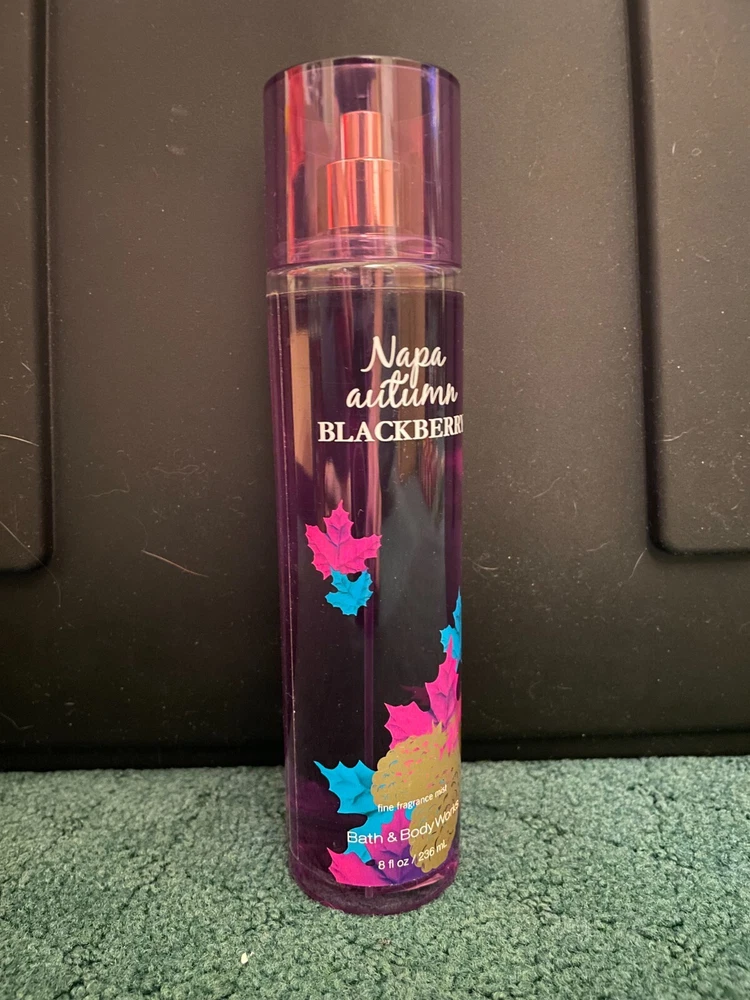 Napa
autumn
BLACKBERRY
fine fragrance mist
Bath & Body Works
8 fl oz / 236 mL